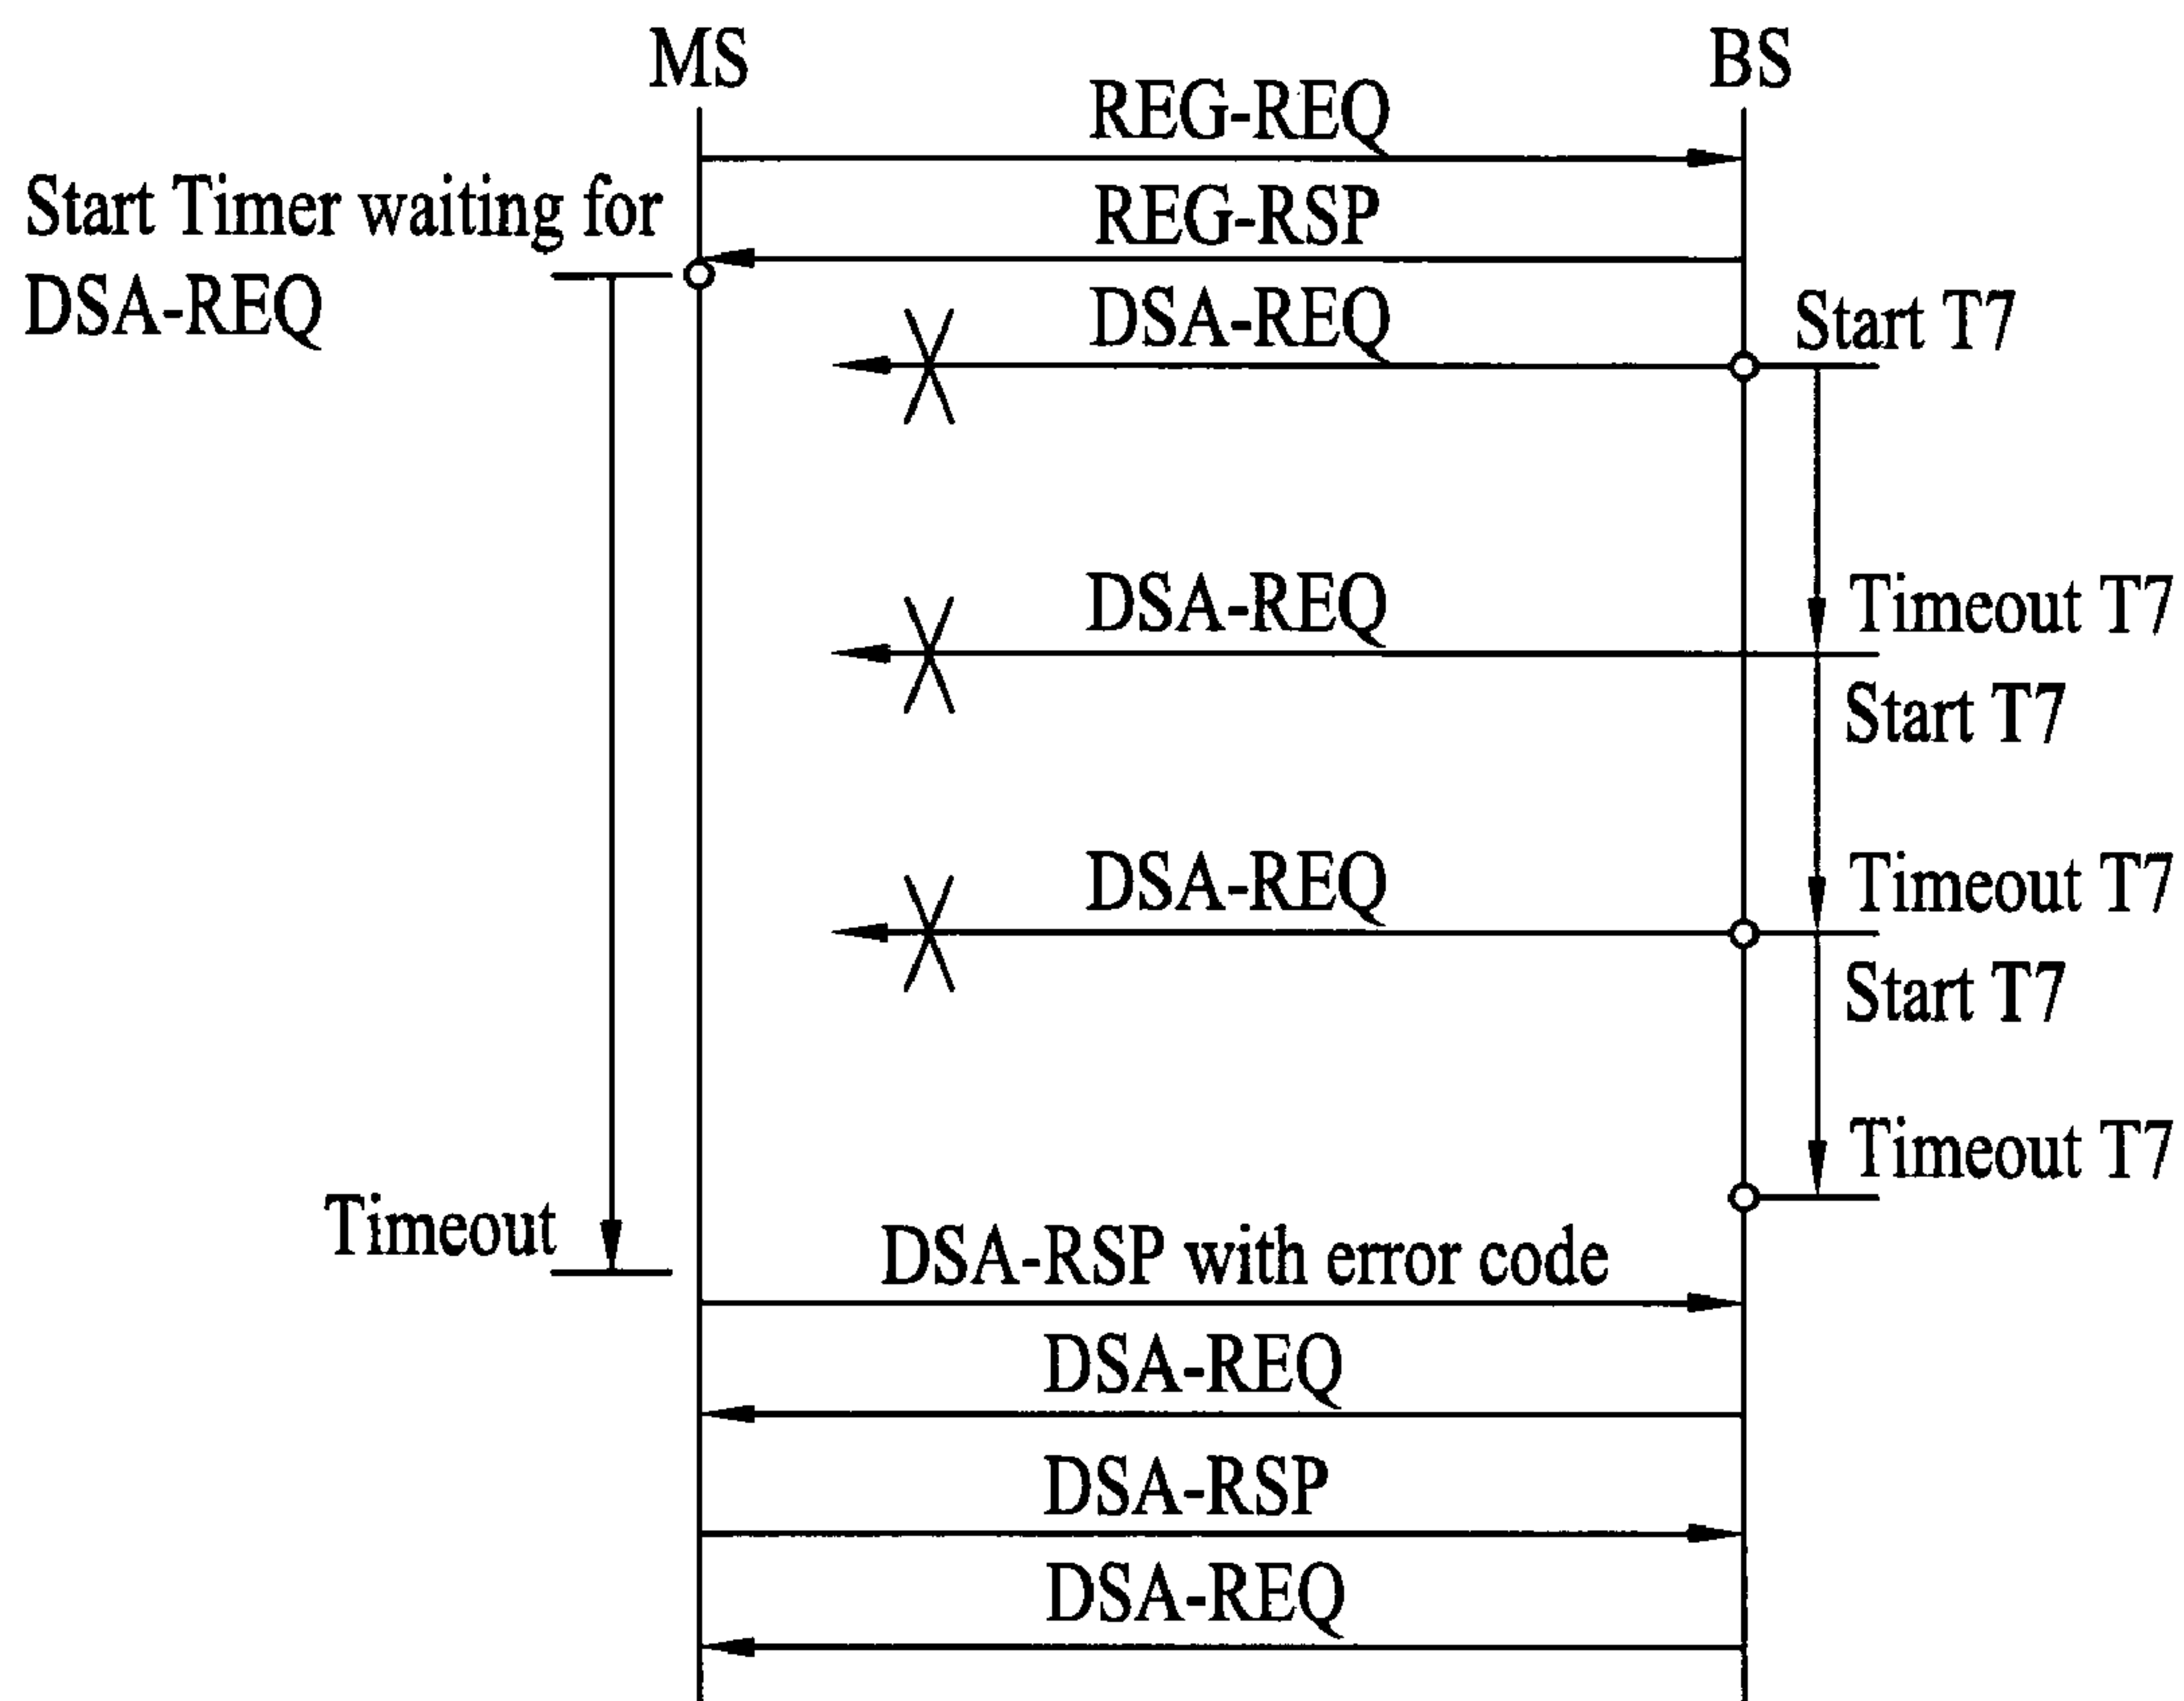 MS
BS
REG-REQ
Start Timer waiting for
DSA-REQ
REG-RSP
DSA-REQ
Start T7
DSA-REQ
Timeout T7
Start T7
DSA-REQ
Timeout T7
Start T7
Timeout T7
Timeout
DSA-RSP with error code
DSA-REQ
DSA-RSP
DSA-REQ